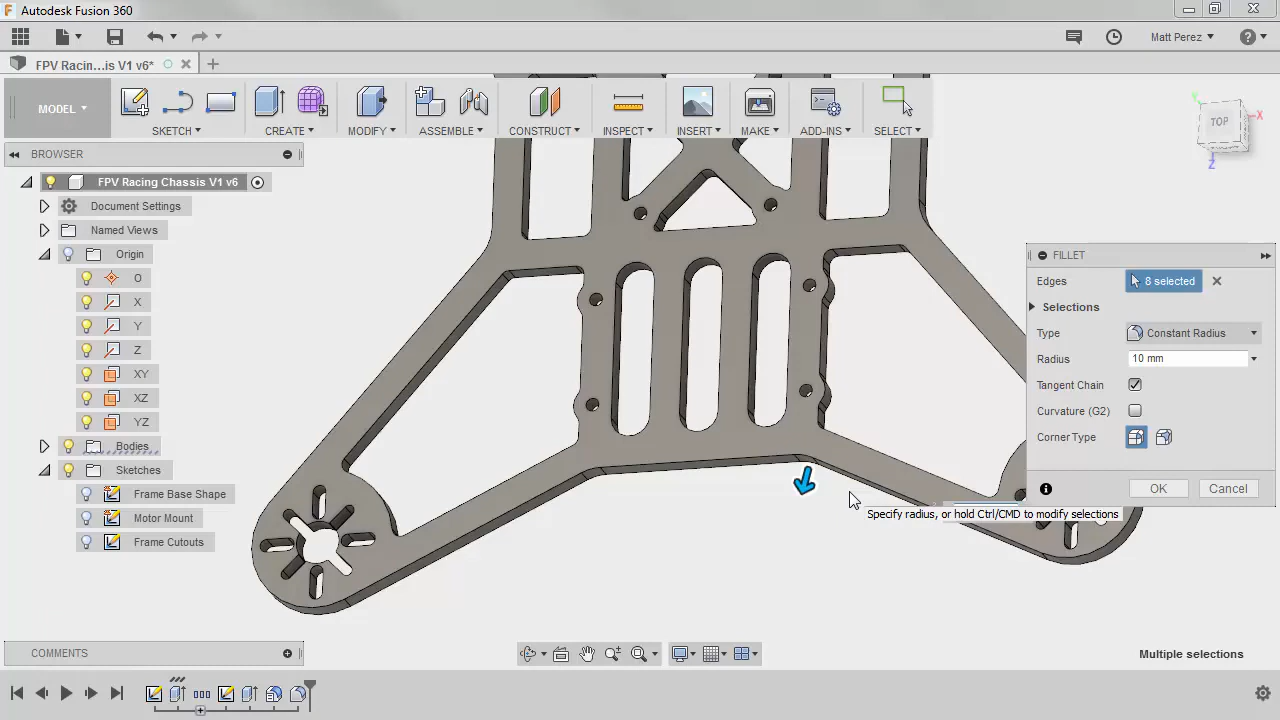 Autodesk Fusion 360
Matt Perez
FPV Racin...is V1 v6*
MODEL
SKETCH
CREATE
MODIFY
ASSEMBLE
CONSTRUCT
INSPECT
INSERT
MAKE
ADD-INS
SELECT
TOP
X
Y
Z
BROWSER
FPV Racing Chassis V1 v6
Document Settings
Named Views
Origin
O
X
Y
Z
XY
XZ
YZ
Bodies
Sketches
Frame Base Shape
Motor Mount
Frame Cutouts
FILLET
Edges 8 selected
Selections
Type Constant Radius
Radius 10 mm
Tangent Chain
Curvature (G2)
Corner Type
OK Cancel
Specify radius, or hold Ctrl/CMD to modify selections
COMMENTS
Multiple selections